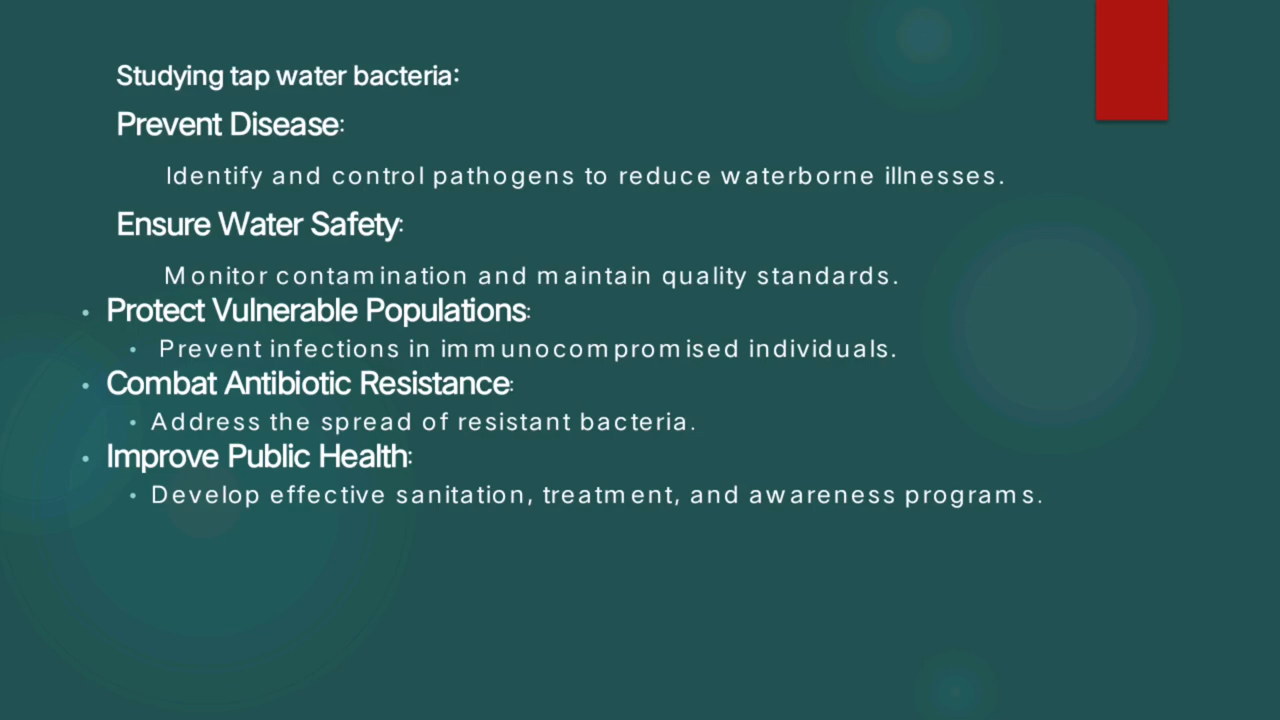 Studying tap water bacteria:
Prevent Disease:
Identify and control pathogens to reduce waterborne illnesses.
Ensure Water Safety:
Monitor contamination and maintain quality standards.
• Protect Vulnerable Populations:
• Prevent infections in immunocompromised individuals.
• Combat Antibiotic Resistance:
• Address the spread of resistant bacteria.
• Improve Public Health:
• Develop effective sanitation, treatment, and awareness programs.